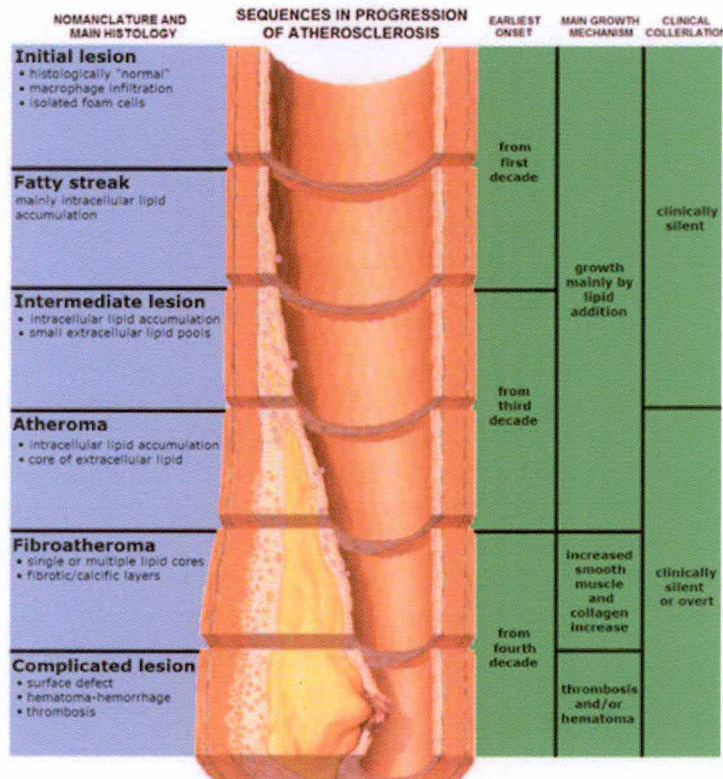 NOMANCLATURE AND
MAIN HISTOLOGY
SEQUENCES IN PROGRESSION
OF ATHEROSCLEROSIS
EARLIEST
ONSET
MAIN GROWTH
MECHANISM
CLINICAL
COLLERLATION
Initial lesion
• histologically "normal"
• macrophage infiltration
• isolated foam cells
Fatty streak
mainly intracellular lipid
accumulation
Intermediate lesion
• intracellular lipid accumulation
• small extracellular lipid pools
Atheroma
• intracellular lipid accumulation
• core of extracellular lipid
Fibroatheroma
• single or multiple lipid cores
• fibrotic/calcific layers
Complicated lesion
• surface defect
• hematoma-hemorrhage
• thrombosis
from
first
decade
from
third
decade
from
fourth
decade
growth
mainly by
lipid
addition
increased
smooth
muscle
and
collagen
increase
thrombosis
and/or
hematoma
clinically
silent
clinically
silent
or overt